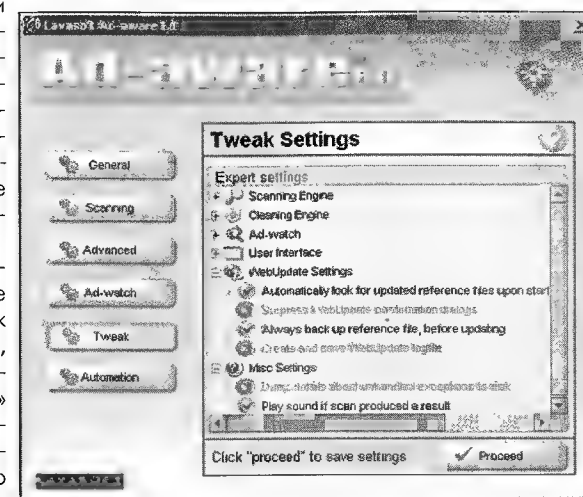 Lavasoft Ad-aware
Ad-aware
Tweak Settings
General
Scanning
Advanced
Ad-watch
Tweak
Automation
Expert settings
Scanning Engine
Cleaning Engine
Ad-watch
User Interface
WebUpdate Settings
Automatically look for updated reference files upon start
Suppress WebUpdate confirmation dialogs
Always back up reference file, before updating
Create and save WebUpdate logfile
Misc Settings
Dump details about unhandled exceptions to disk
Play sound if scan produced a result
Click "proceed" to save settings
Proceed